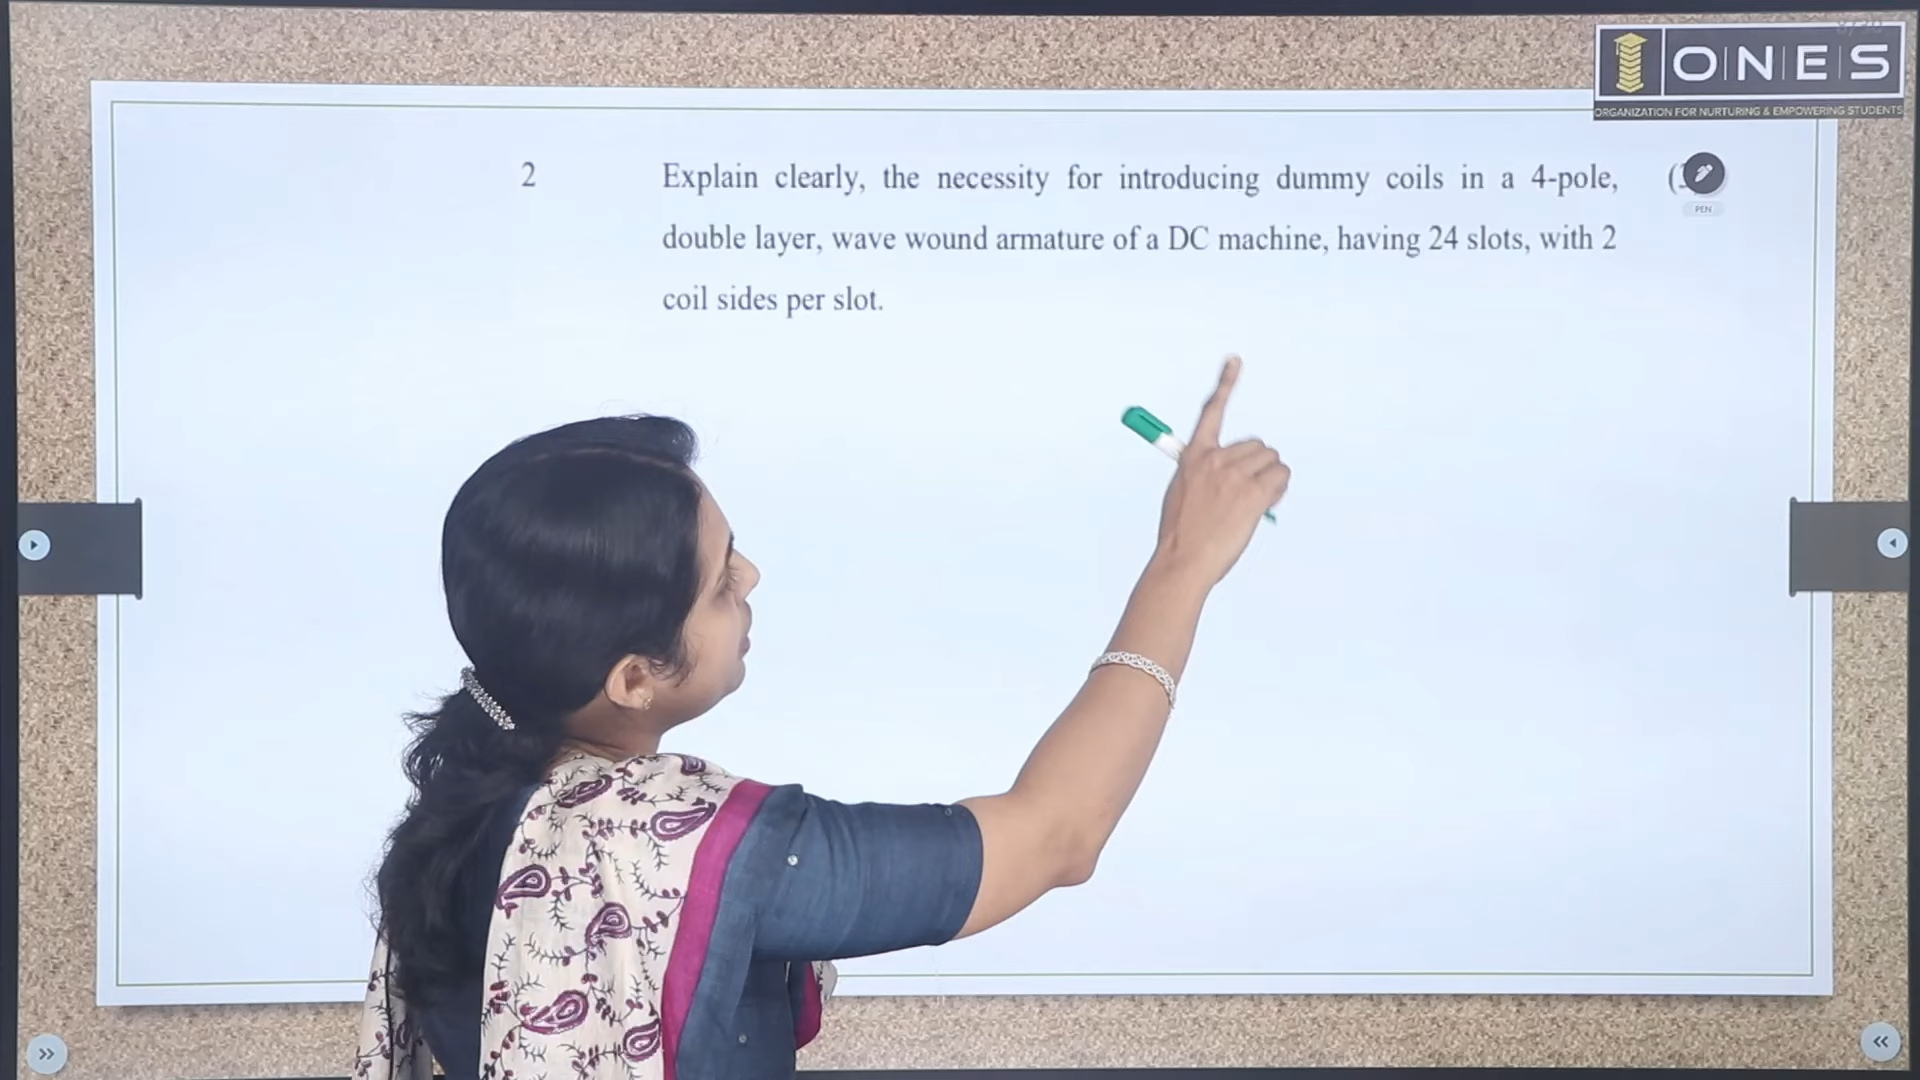 O|N|E|S
ORGANIZATION FOR NURTURING & EMPOWERING STUDENTS
2 Explain clearly, the necessity for introducing dummy coils in a 4-pole,
PEN
double layer, wave wound armature of a DC machine, having 24 slots, with 2
coil sides per slot.